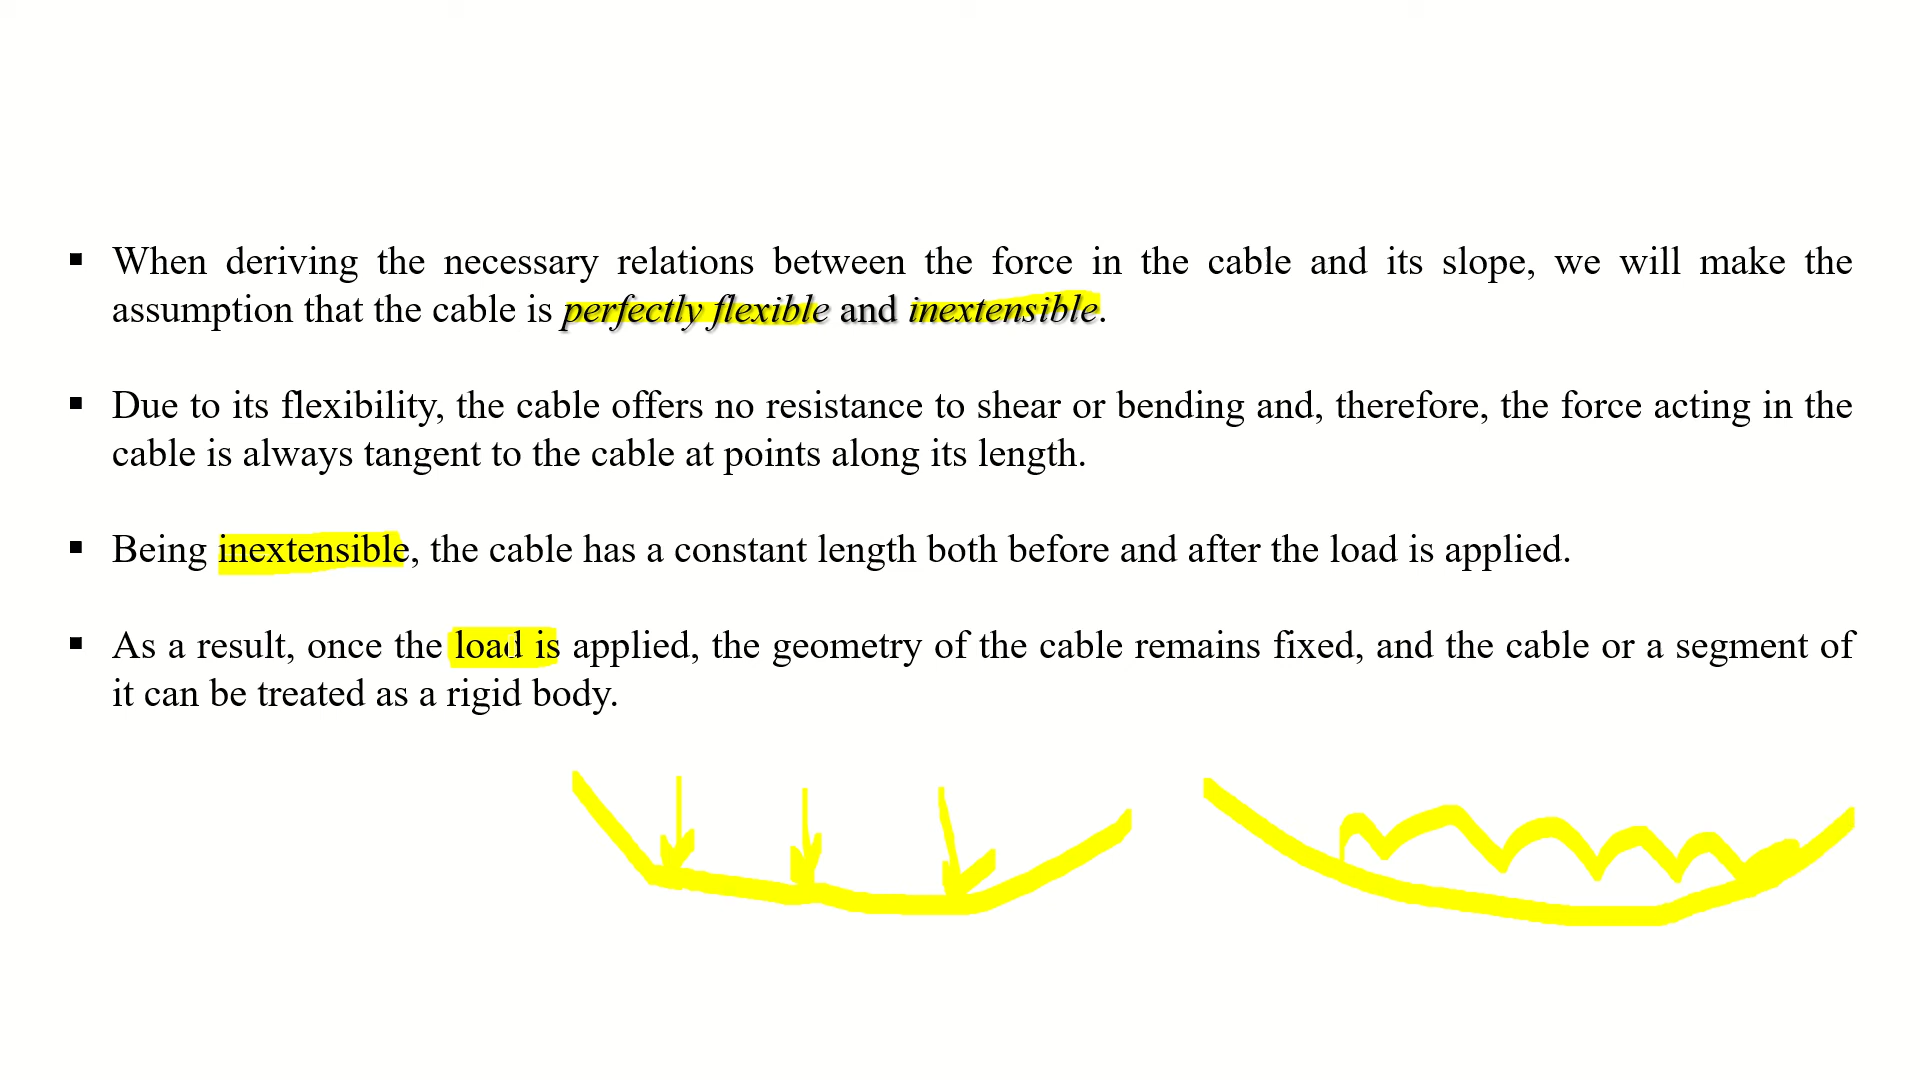 ▪ When deriving the necessary relations between the force in the cable and its slope, we will make the
assumption that the cable is perfectly flexible and inextensible.
▪ Due to its flexibility, the cable offers no resistance to shear or bending and, therefore, the force acting in the
cable is always tangent to the cable at points along its length.
▪ Being inextensible, the cable has a constant length both before and after the load is applied.
▪ As a result, once the load is applied, the geometry of the cable remains fixed, and the cable or a segment of
it can be treated as a rigid body.